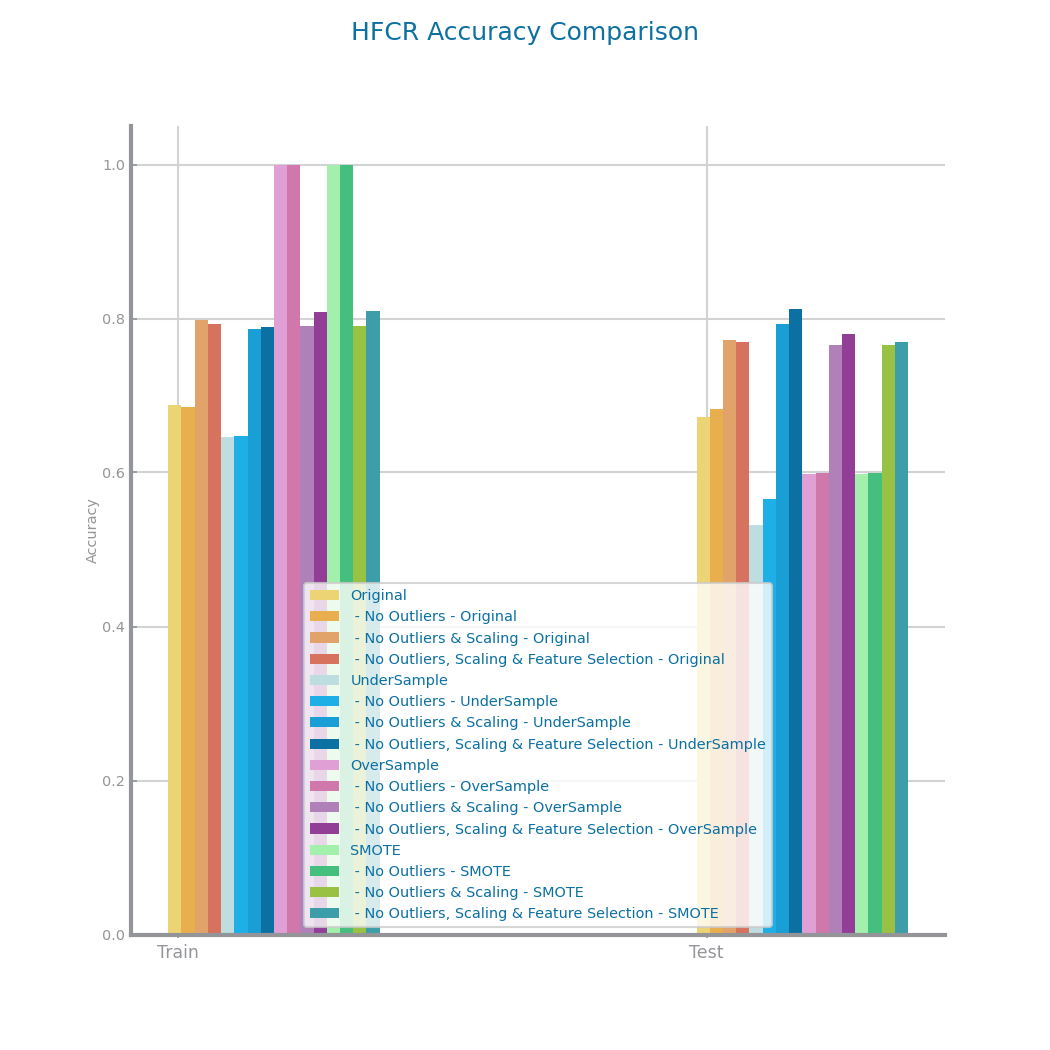 HFCR Accuracy Comparison
1.0
0.8
0.6
0.4
0.2
0.0
Accuracy
Original
- No Outliers - Original
- No Outliers & Scaling - Original
- No Outliers, Scaling & Feature Selection - Original
UnderSample
- No Outliers - UnderSample
- No Outliers & Scaling - UnderSample
- No Outliers, Scaling & Feature Selection - UnderSample
OverSample
- No Outliers - OverSample
- No Outliers & Scaling - OverSample
- No Outliers, Scaling & Feature Selection - OverSample
SMOTE
- No Outliers - SMOTE
- No Outliers & Scaling - SMOTE
- No Outliers, Scaling & Feature Selection - SMOTE
Train
Test